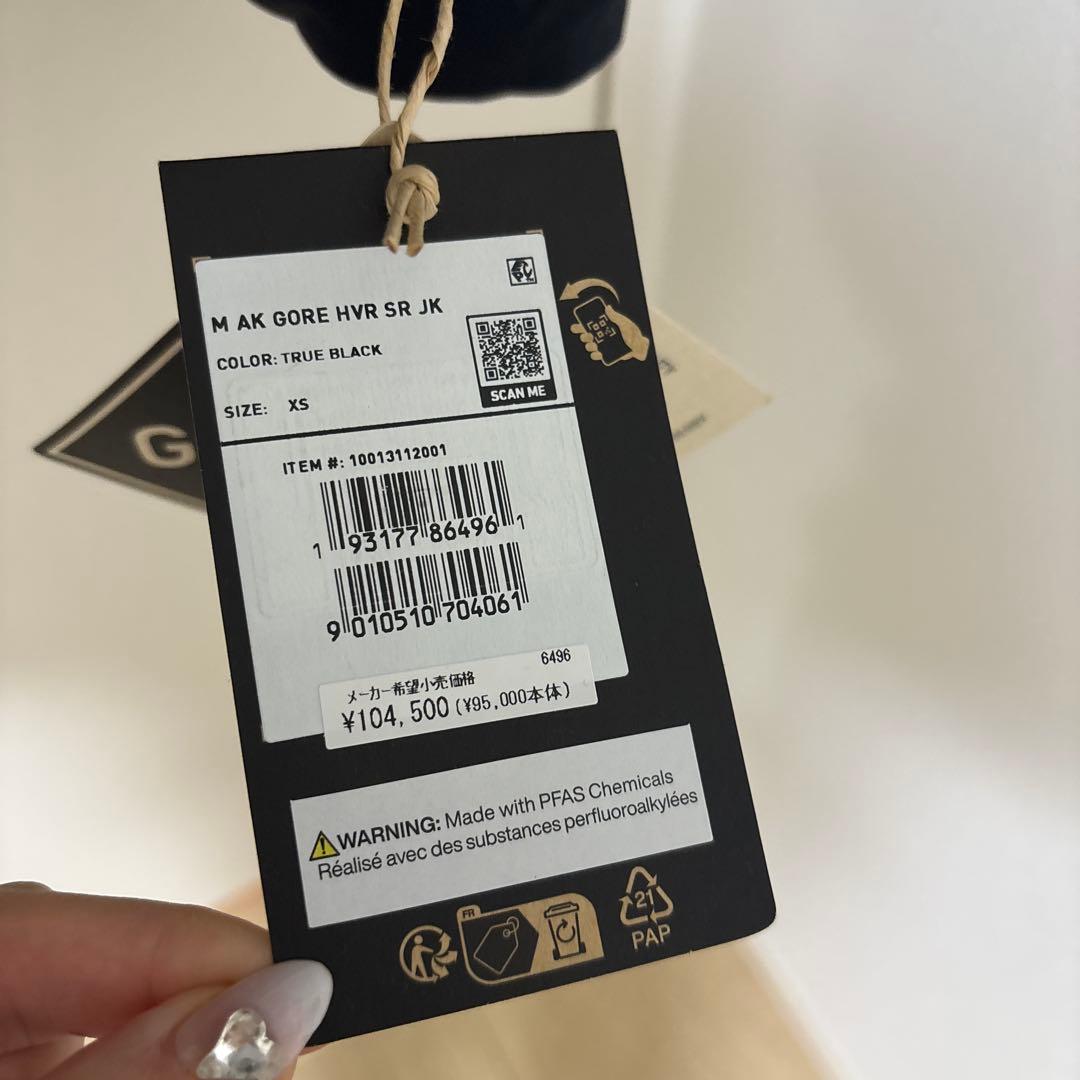 M AK GORE HVR SR JK
COLOR: TRUE BLACK
SCAN ME
SIZE: XS
G
ITEM #: 10013112001
1 93177 86496 1
9 010510 704061
6496
メーカー希望小売価格
¥104,500(¥95,000本体)
WARNING: Made with PFAS Chemicals
Réalisé avec des substances perfluoroalkylées
FR
21
PAP